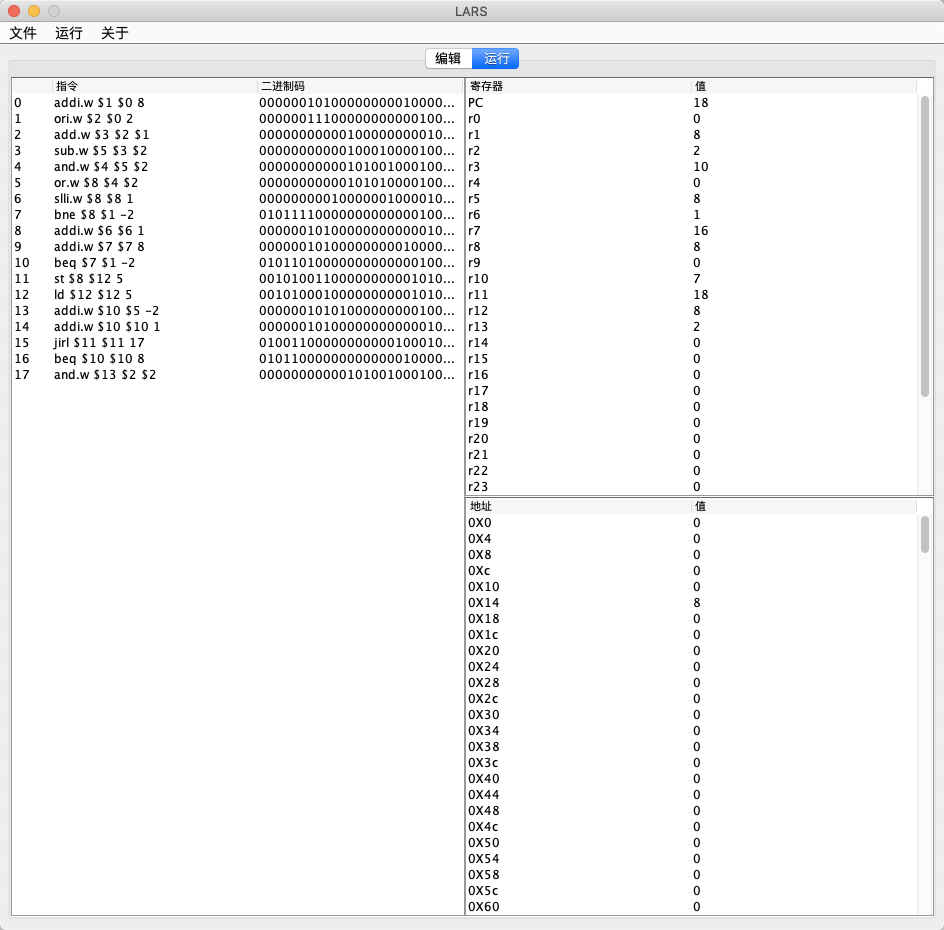 LARS
文件 运行 关于
编辑 运行
指令 二进制码
0 addi.w $1 $0 8 00000010100000000010000...
1 ori.w $2 $0 2 00000011100000000000100...
2 add.w $3 $2 $1 00000000000100000000010...
3 sub.w $5 $3 $2 00000000000100010000100...
4 and.w $4 $5 $2 00000000000101001000100...
5 or.w $8 $4 $2 00000000000101010000100...
6 slli.w $8 $8 1 00000000010000001000010...
7 bne $8 $1 -2 01011110000000000000100...
8 addi.w $6 $6 1 00000010100000000000010...
9 addi.w $7 $7 8 00000010100000000010000...
10 beq $7 $1 -2 01011010000000000000100...
11 st $8 $12 5 00101001100000000001010...
12 ld $12 $12 5 00101000100000000001010...
13 addi.w $10 $5 -2 00000010101000000000100...
14 addi.w $10 $10 1 00000010100000000000010...
15 jirl $11 $11 17 01001100000000000100010...
16 beq $10 $10 8 01011000000000000010000...
17 and.w $13 $2 $2 00000000000101001000100...
寄存器 值
PC 18
r0 0
r1 8
r2 2
r3 10
r4 0
r5 8
r6 1
r7 16
r8 8
r9 0
r10 7
r11 18
r12 8
r13 2
r14 0
r15 0
r16 0
r17 0
r18 0
r19 0
r20 0
r21 0
r22 0
r23 0
地址 值
0X0 0
0X4 0
0X8 0
0Xc 0
0X10 0
0X14 8
0X18 0
0X1c 0
0X20 0
0X24 0
0X28 0
0X2c 0
0X30 0
0X34 0
0X38 0
0X3c 0
0X40 0
0X44 0
0X48 0
0X4c 0
0X50 0
0X54 0
0X58 0
0X5c 0
0X60 0